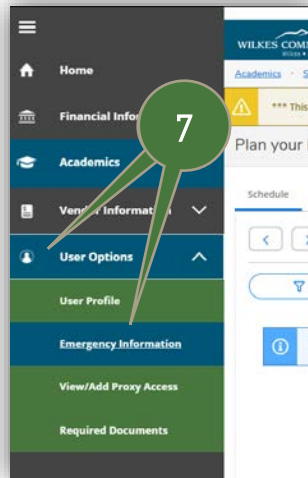 WILKES COM
Home
Academics
Financial Infor
*** This
7
Plan your
Academics
Schedule
Vendor Information
User Options
User Profile
Emergency Information
View/Add Proxy Access
Required Documents